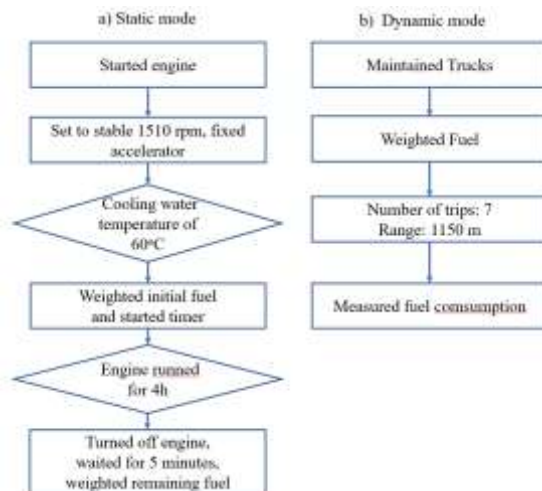 a) Static mode
Started engine
Set to stable 1510 rpm, fixed
accelerator
Cooling water
temperature of
60°C
Weighted initial fuel
and started timer
Engine runned
for 4h
Turned off engine,
waited for 5 minutes,
weighted remaining fuel
b) Dynamic mode
Maintained Trucks
Weighted Fuel
Number of trips: 7
Range: 1150 m
Measured fuel comsumption